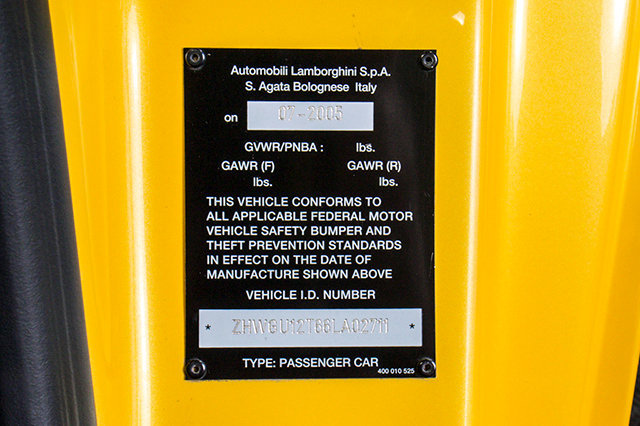 Automobili Lamborghini S.p.A.
S. Agata Bolognese Italy
on 07-2005
GVWR/PNBA : lbs.
GAWR (F) GAWR (R)
lbs. lbs.
THIS VEHICLE CONFORMS TO
ALL APPLICABLE FEDERAL MOTOR
VEHICLE SAFETY BUMPER AND
THEFT PREVENTION STANDARDS
IN EFFECT ON THE DATE OF
MANUFACTURE SHOWN ABOVE
VEHICLE I.D. NUMBER
* ZHWGU12T66LA02711 *
TYPE: PASSENGER CAR
400 010 525